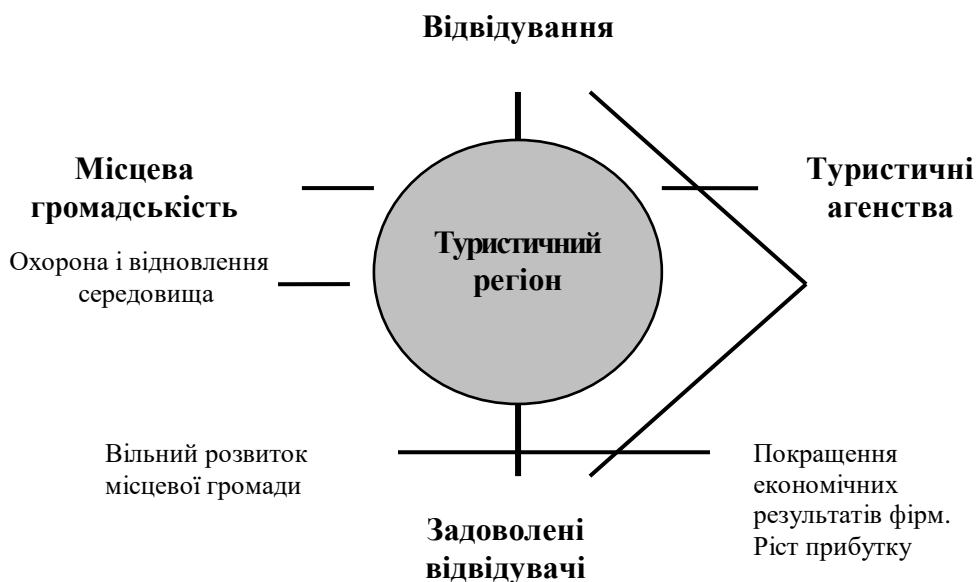 Відвідування
Місцева
громадськість
Охорона і відновлення
середовища
Туристичний
регіон
Туристичні
агенства
Вільний розвиток
місцевої громади
Задоволені
відвідувачі
Покращення
економічних
результатів фірм.
Ріст прибутку